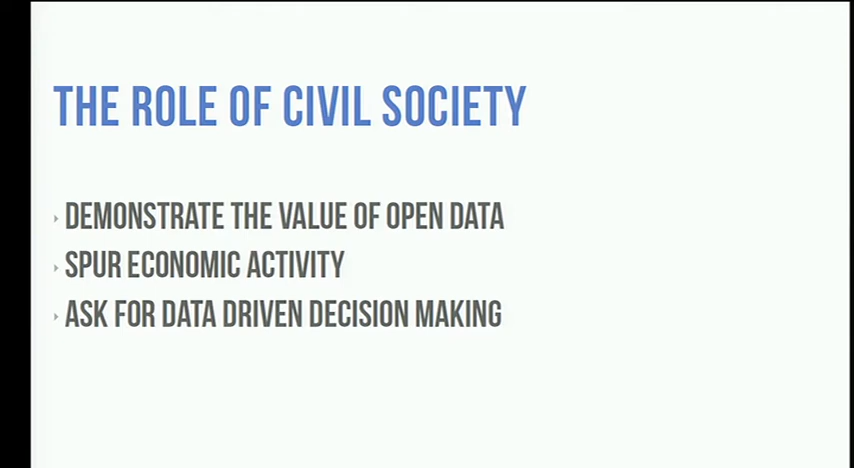 THE ROLE OF CIVIL SOCIETY
DEMONSTRATE THE VALUE OF OPEN DATA
SPUR ECONOMIC ACTIVITY
ASK FOR DATA DRIVEN DECISION MAKING